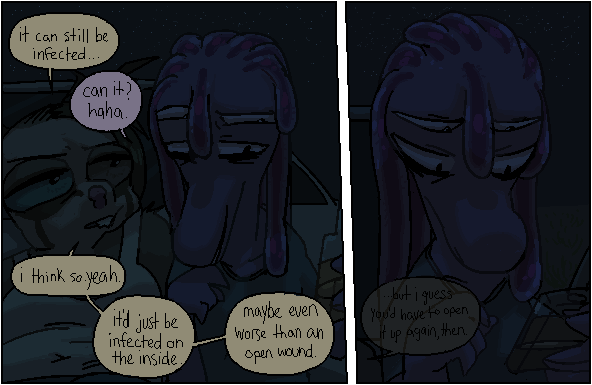 it can still be
infected...
can it?
haha.
i think so. yeah.
it'd just be
infected on
the inside.
maybe even
worse than an
open wound.
...but i guess
you'd have to open
it up again, then.